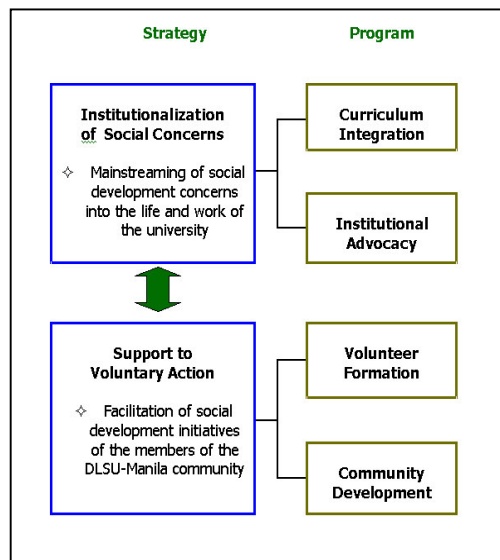 Strategy
Program
Institutionalization
of Social Concerns
✧ Mainstreaming of social
development concerns
into the life and work of
the university
Curriculum
Integration
Institutional
Advocacy
Support to
Voluntary Action
✧ Facilitation of social
development initiatives
of the members of the
DLSU-Manila community
Volunteer
Formation
Community
Development